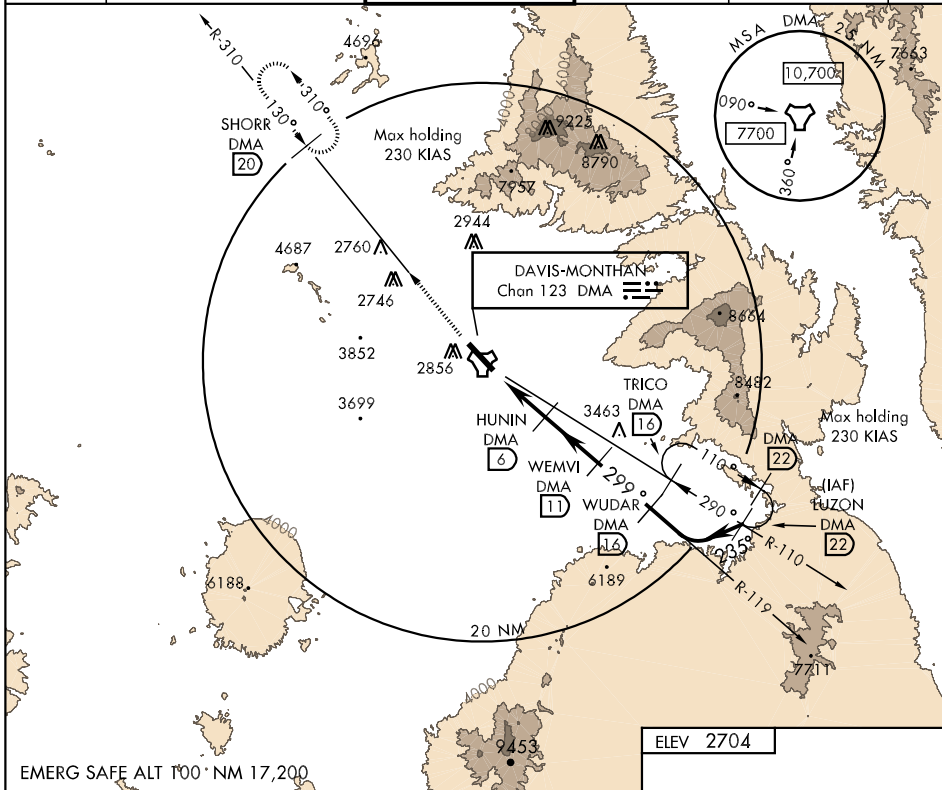 R-310
4696
310°
130°
SHORR
DMA
20
Max holding
230 KIAS
4000
6000
9225
8790
7957
MSA DMA 25 NM
7663
10,700
090°
7700
360°
2944
4687
2760
2746
DAVIS-MONTHAN
Chan 123 DMA
8664
3852
2856
8482
3699
TRICO
DMA
16
3463
HUNIN
DMA
6
Max holding
230 KIAS
DMA
22
110°
WEMVI
DMA
11
299°
290°
(IAF)
LUZON
DMA
22
WUDAR
DMA
16
235°
R-110
4000
6188
6189
R-119
20 NM
7711
4000
9453
ELEV 2704
EMERG SAFE ALT 100 NM 17,200